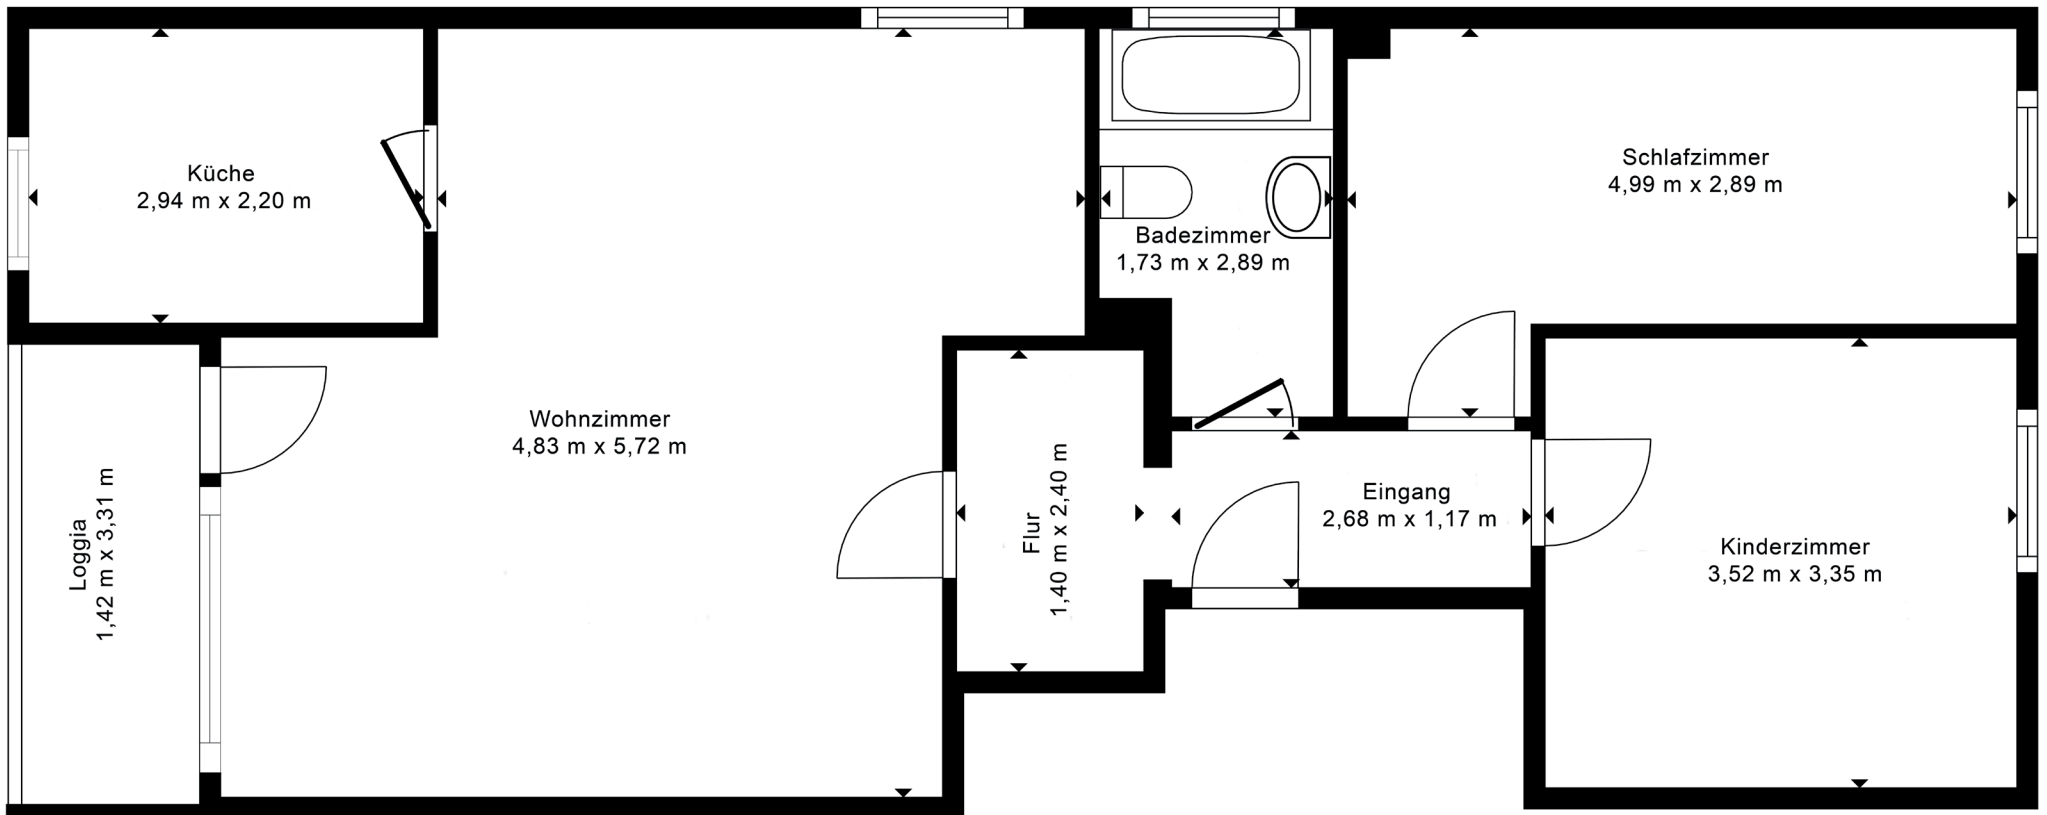 Küche
2,94 m x 2,20 m
Wohnzimmer
4,83 m x 5,72 m
Loggia
1,42 m x 3,31 m
Flur
1,40 m x 2,40 m
Badezimmer
1,73 m x 2,89 m
Schlafzimmer
4,99 m x 2,89 m
Eingang
2,68 m x 1,17 m
Kinderzimmer
3,52 m x 3,35 m